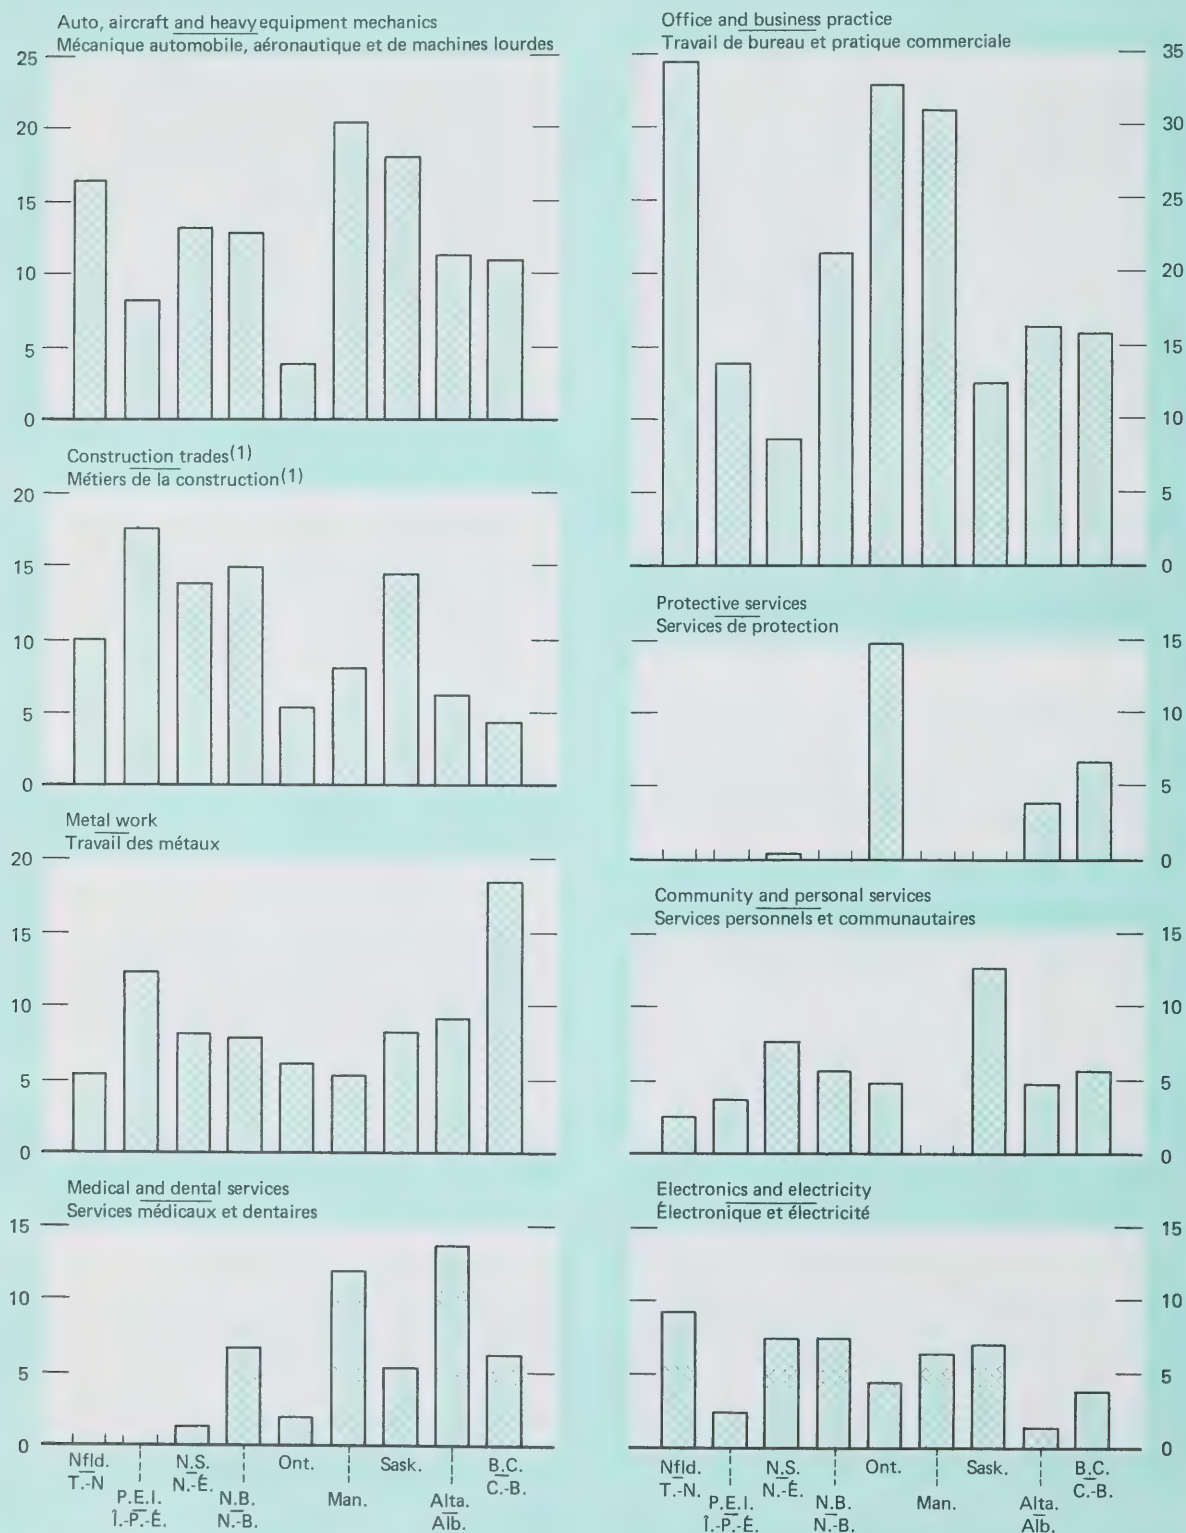 Auto, aircraft and heavy equipment mechanics
Mécanique automobile, aéronautique et de machines lourdes
25
20
15
10
5
0
Construction trades(1)
Métiers de la construction(1)
20
15
10
5
0
Metal work
Travail des métaux
20
15
10
5
0
Medical and dental services
Services médicaux et dentaires
15
10
5
0
Nfld.
T.-N
P.E.I.
Î.-P.-É.
N.S.
N.-É.
N.B.
N.-B.
Ont.
Man.
Sask.
Alta.
Alb.
B.C.
C.-B.
Office and business practice
Travail de bureau et pratique commerciale
35
30
25
20
15
10
5
0
Protective services
Services de protection
15
10
5
0
Community and personal services
Services personnels et communautaires
15
10
5
0
Electronics and electricity
Électronique et électricité
15
10
5
0
Nfld.
T.-N.
P.E.I.
Î.-P.-É.
N.S.
N.-É.
N.B.
N.-B.
Ont.
Man.
Sask.
Alta.
Alb.
B.C.
C.-B.